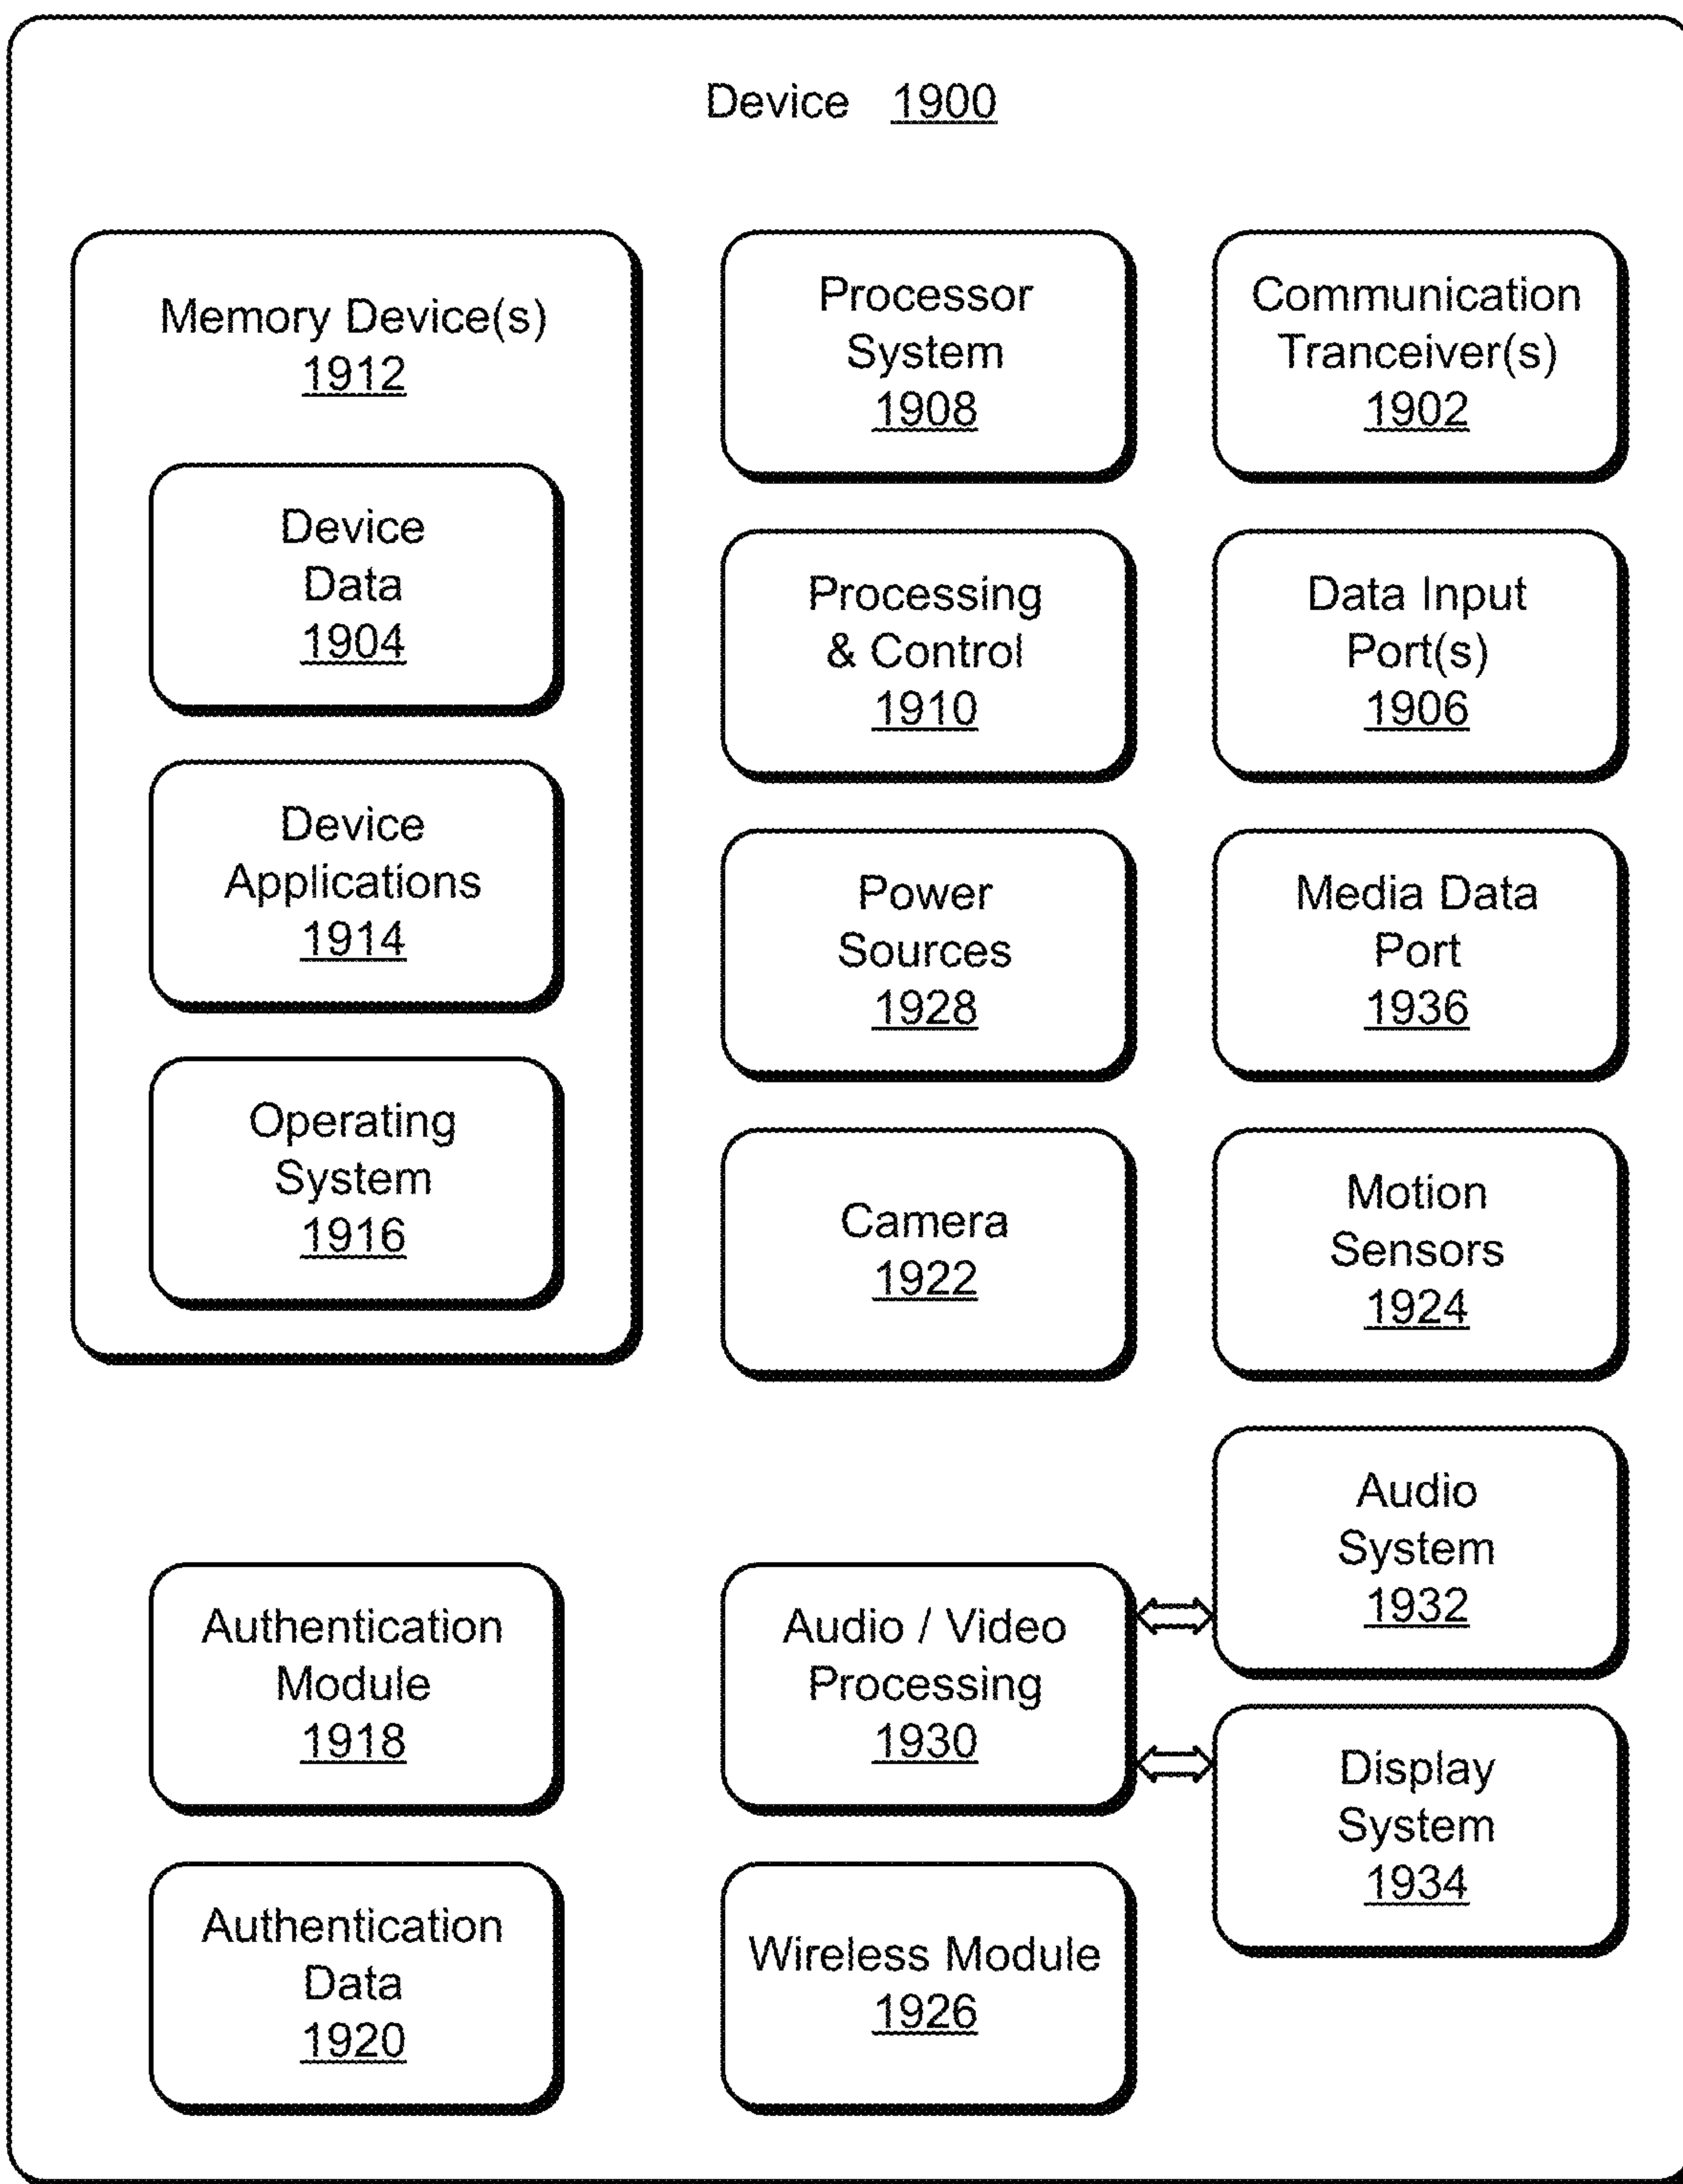 Device 1900
Memory Device(s)
1912
Device
Data
1904
Device
Applications
1914
Operating
System
1916
Processor
System
1908
Communication
Tranceiver(s)
1902
Processing
& Control
1910
Data Input
Port(s)
1906
Power
Sources
1928
Media Data
Port
1936
Camera
1922
Motion
Sensors
1924
Authentication
Module
1918
Audio / Video
Processing
1930
Audio
System
1932
Display
System
1934
Authentication
Data
1920
Wireless Module
1926